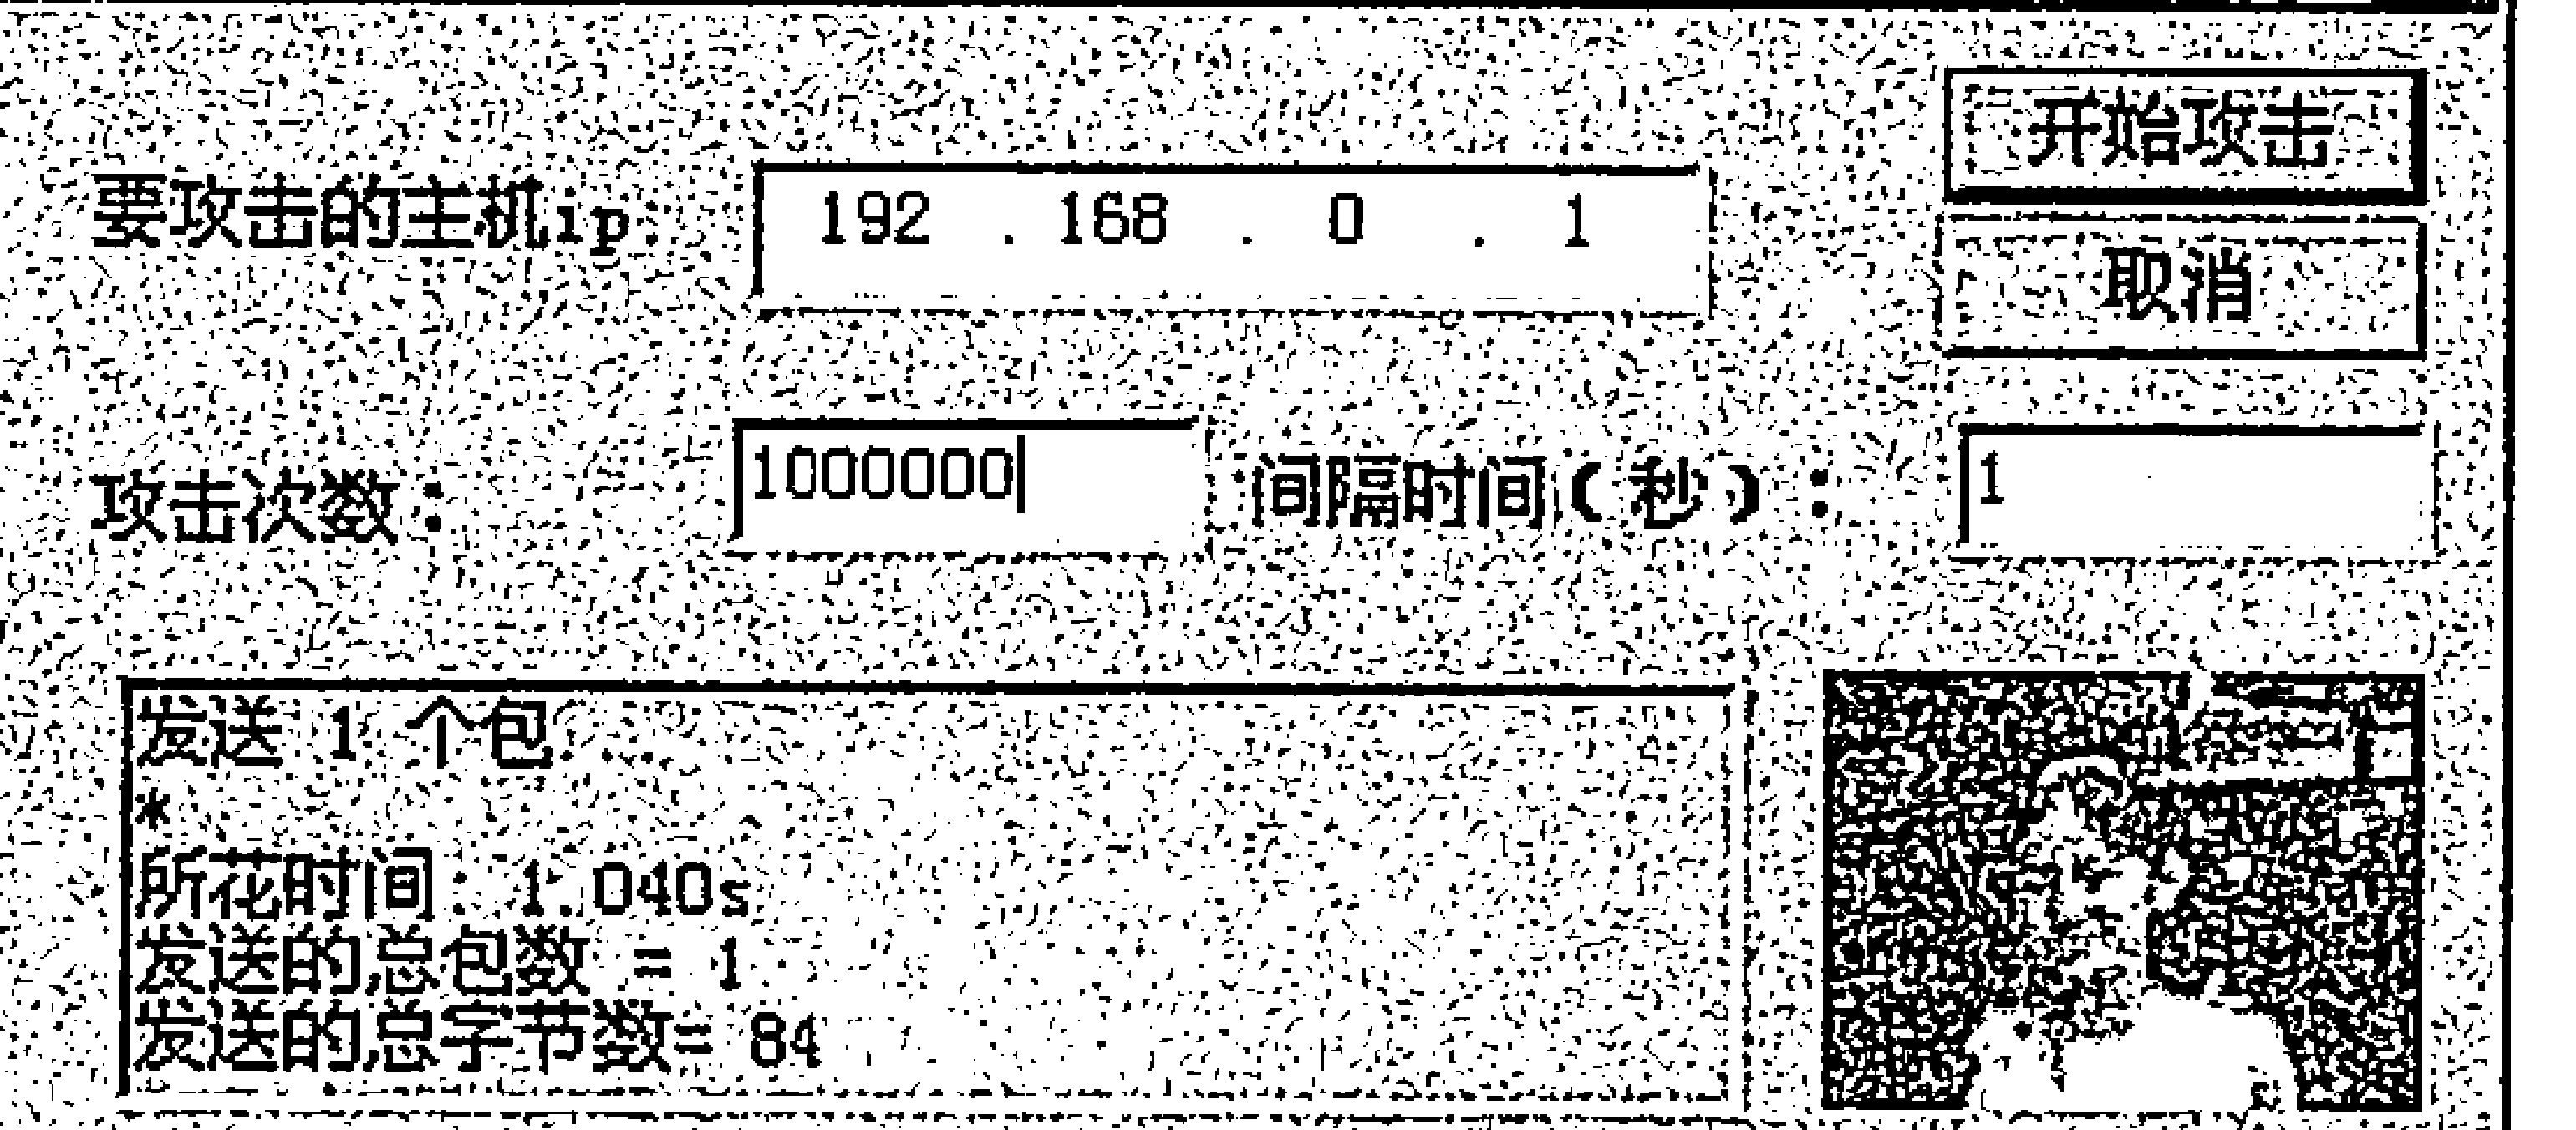 开始攻击
要攻击的主机ip: 192 . 168 . 0 . 1
取消
攻击次数: 1000000 间隔时间(秒): 1
发送 1 个包
*
所花时间: 1.040s
发送的总包数 = 1
发送的总字节数= 84